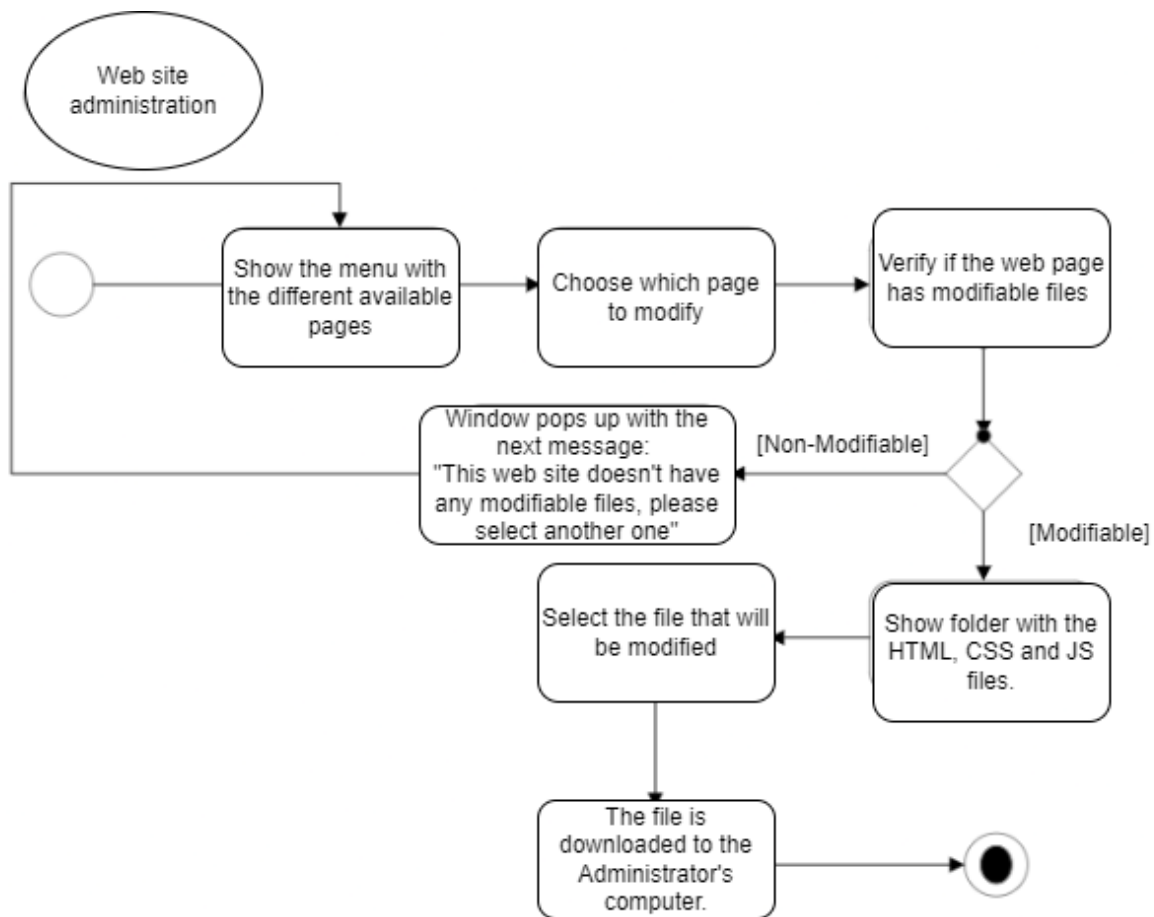 Web site
administration
Show the menu with
the different available
pages
Choose which page
to modify
Verify if the web page
has modifiable files
Window pops up with the
next message:
"This web site doesn't have
any modifiable files, please
select another one"
[Non-Modifiable]
[Modifiable]
Select the file that will
be modified
Show folder with the
HTML, CSS and JS
files.
The file is
downloaded to the
Administrator's
computer.